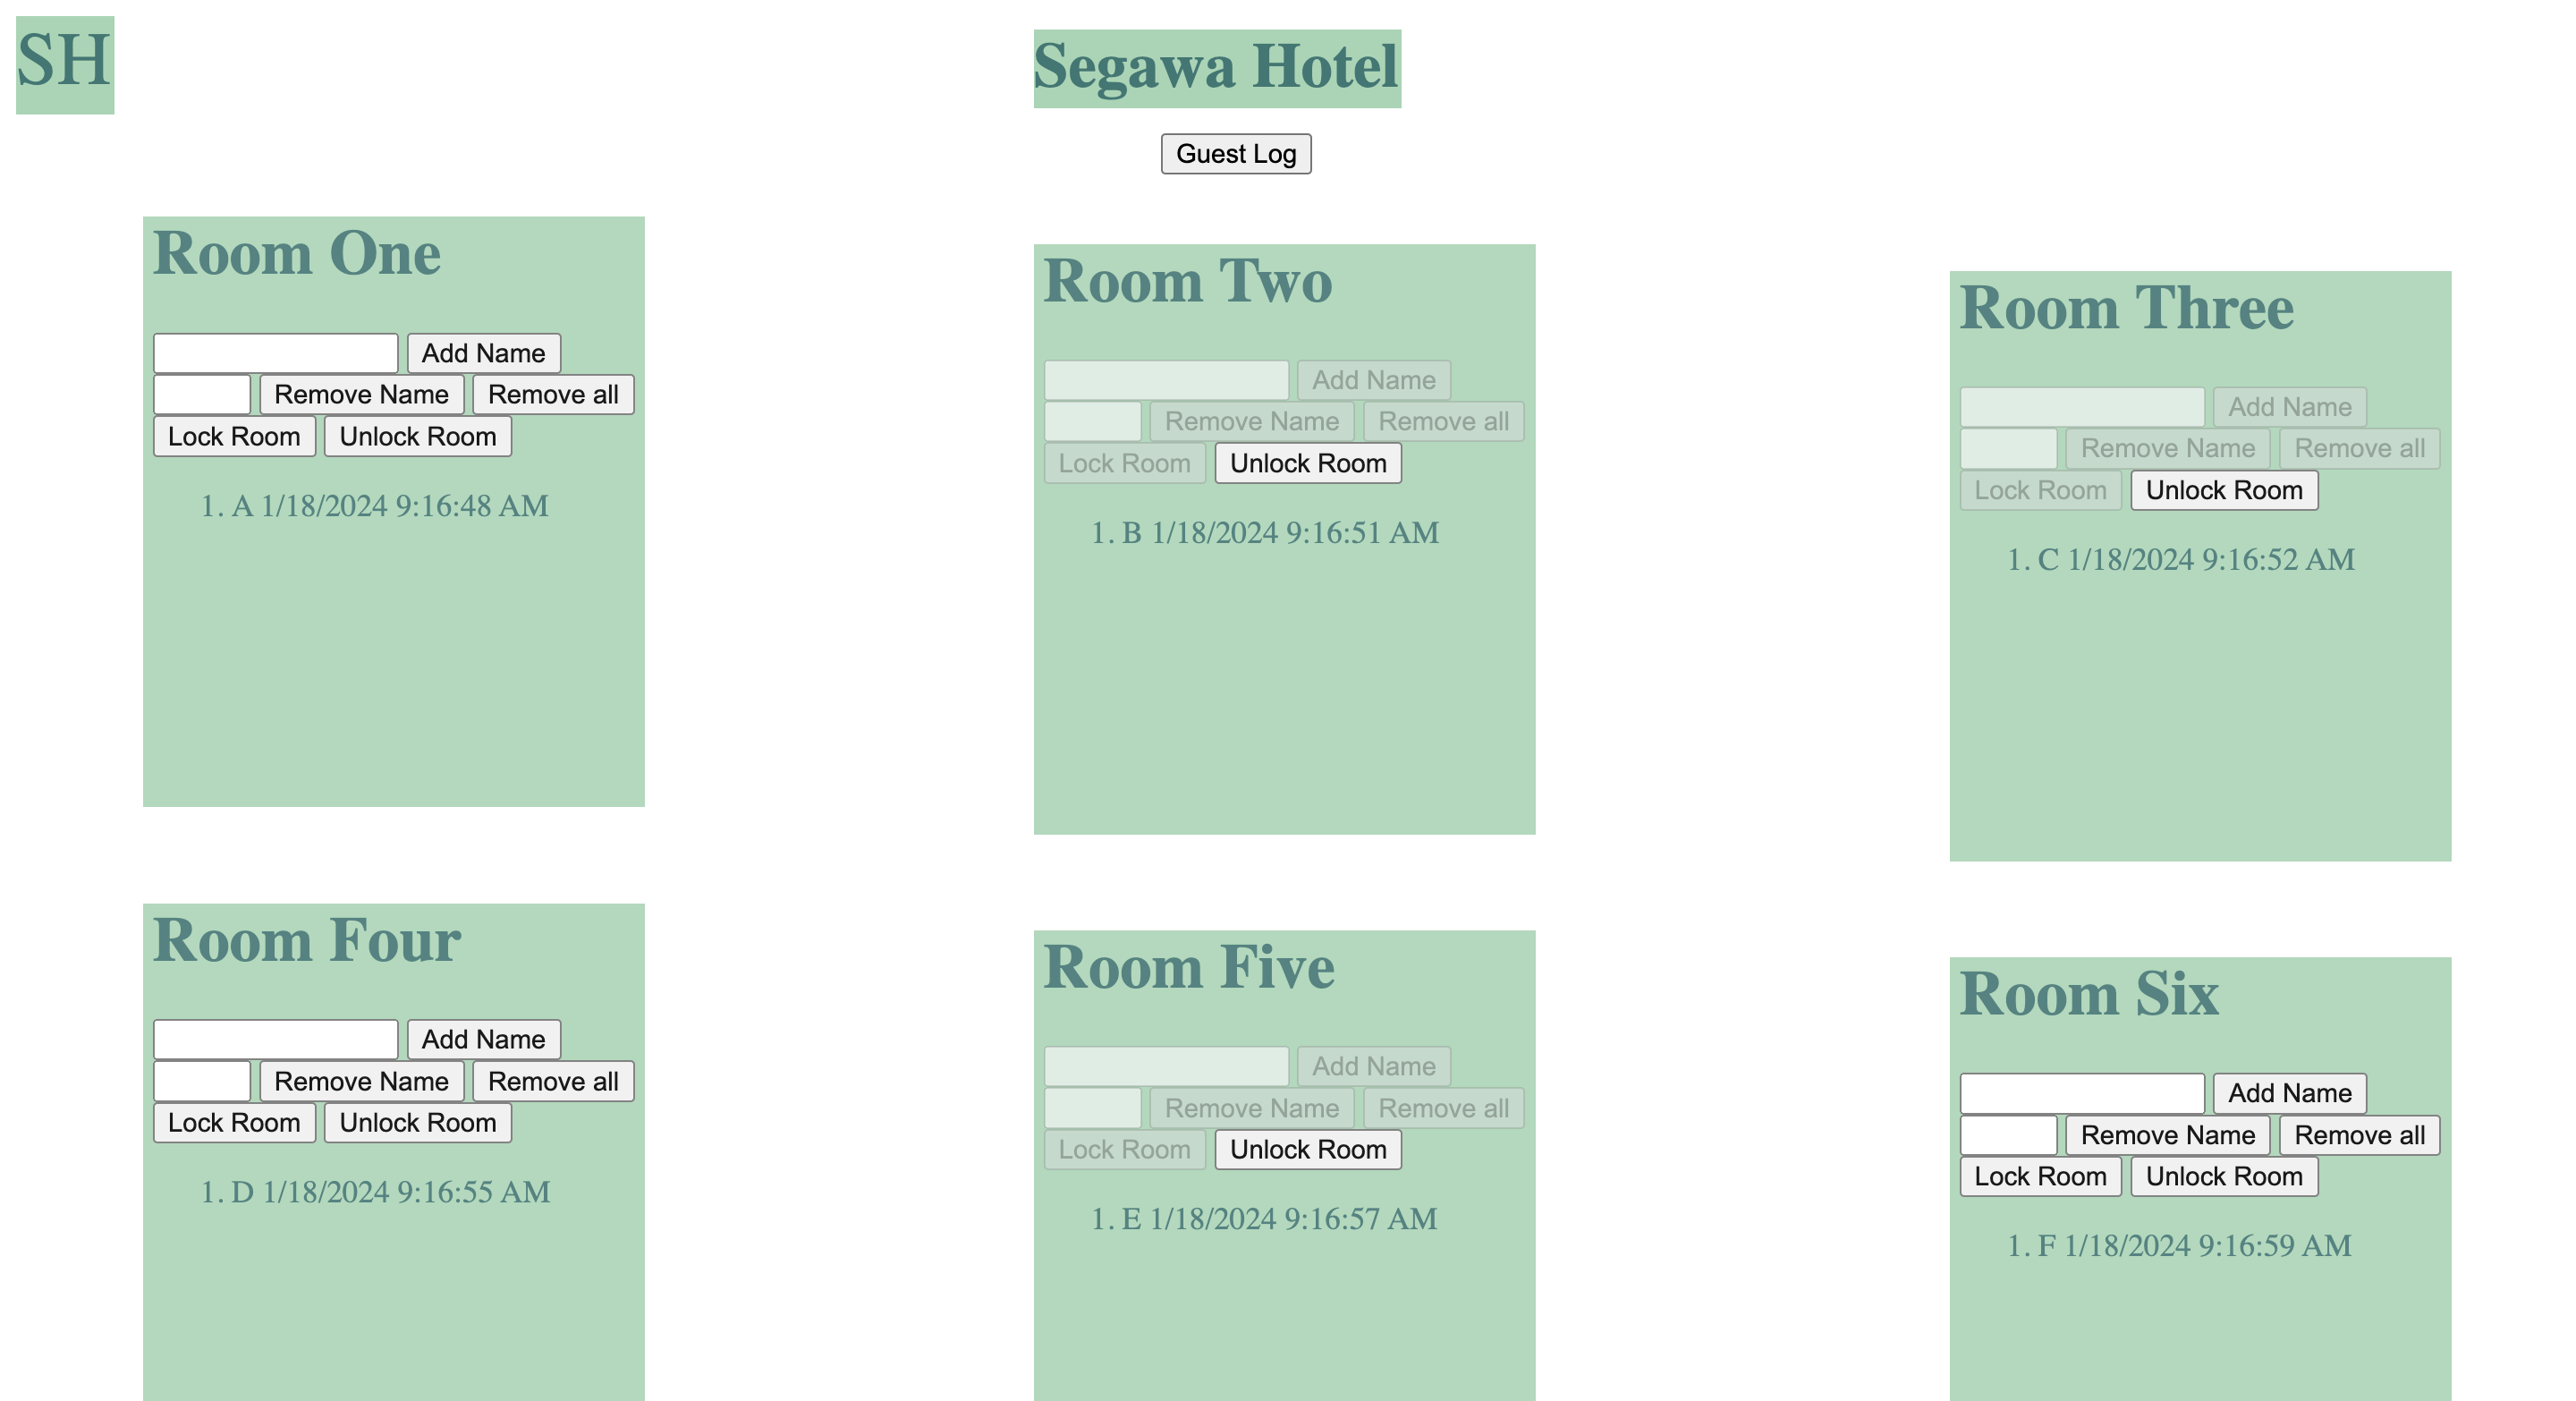 SH
Segawa Hotel
Guest Log
Room One
Add Name
Remove Name Remove all
Lock Room Unlock Room
1. A 1/18/2024 9:16:48 AM
Room Two
Add Name
Remove Name Remove all
Lock Room Unlock Room
1. B 1/18/2024 9:16:51 AM
Room Three
Add Name
Remove Name Remove all
Lock Room Unlock Room
1. C 1/18/2024 9:16:52 AM
Room Four
Add Name
Remove Name Remove all
Lock Room Unlock Room
1. D 1/18/2024 9:16:55 AM
Room Five
Add Name
Remove Name Remove all
Lock Room Unlock Room
1. E 1/18/2024 9:16:57 AM
Room Six
Add Name
Remove Name Remove all
Lock Room Unlock Room
1. F 1/18/2024 9:16:59 AM